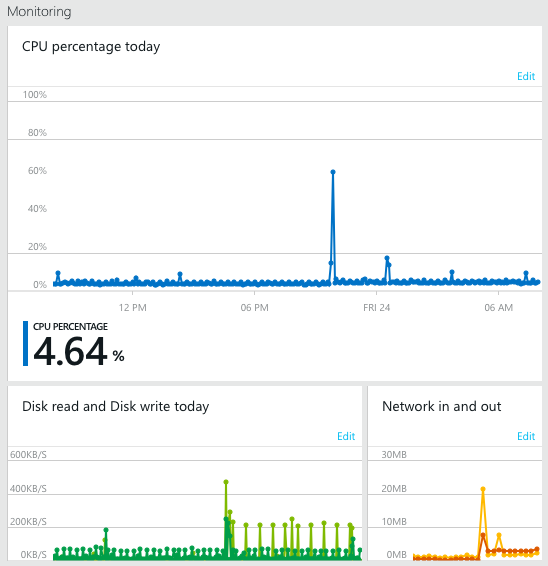 Monitoring
CPU percentage today
Edit
100%
80%
60%
40%
20%
0%
12 PM
06 PM
FRI 24
06 AM
CPU PERCENTAGE
4.64 %
Disk read and Disk write today
Edit
600KB/S
400KB/S
200KB/S
0KB/S
Network in and out
Edit
30MB
20MB
10MB
0MB